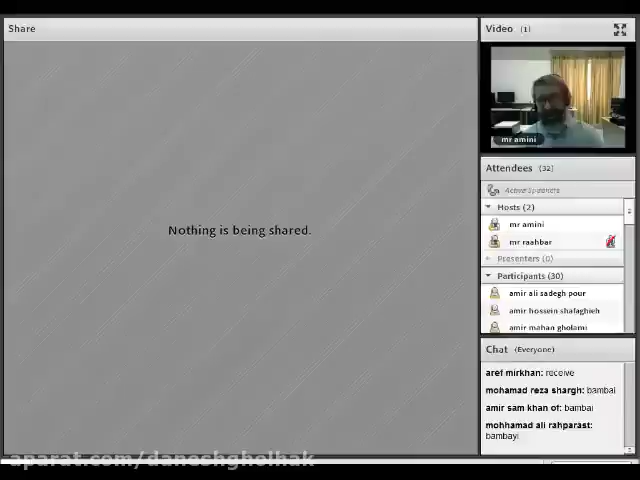 Share
Nothing is being shared.
Video (1)
mr amini
Attendees (32)
Active Speakers
Hosts (2)
mr amini
mr raahbar
Presenters (0)
Participants (30)
amir ali sadegh pour
amir hossein shafaghieh
amir mahan gholami
Chat (Everyone)
aref mirkhan: receive
mohamad reza shargh: bambai
amir sam khan of: bambai
mohhamad ali rahparast:
bambayi
aparat.com/daneshgholhak